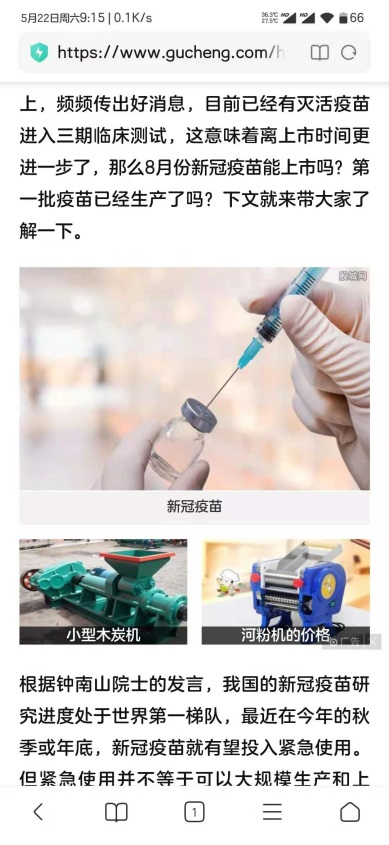 5月22日周六9:15 | 0.1K/s
36.3℃
27.5℃
HD
HD
66
https://www.gucheng.com/h
上，频频传出好消息，目前已经有灭活疫苗
进入三期临床测试，这意味着离上市时间更
进一步了，那么8月份新冠疫苗能上市吗？第
一批疫苗已经生产了吗？下文就来带大家了
解一下。
股城网
新冠疫苗
小型木炭机
河粉机的价格
广告 X
根据钟南山院士的发言，我国的新冠疫苗研
究进度处于世界第一梯队，最近在今年的秋
季或年底，新冠疫苗就有望投入紧急使用。
但紧急使用并不等于可以大规模生产和上
1